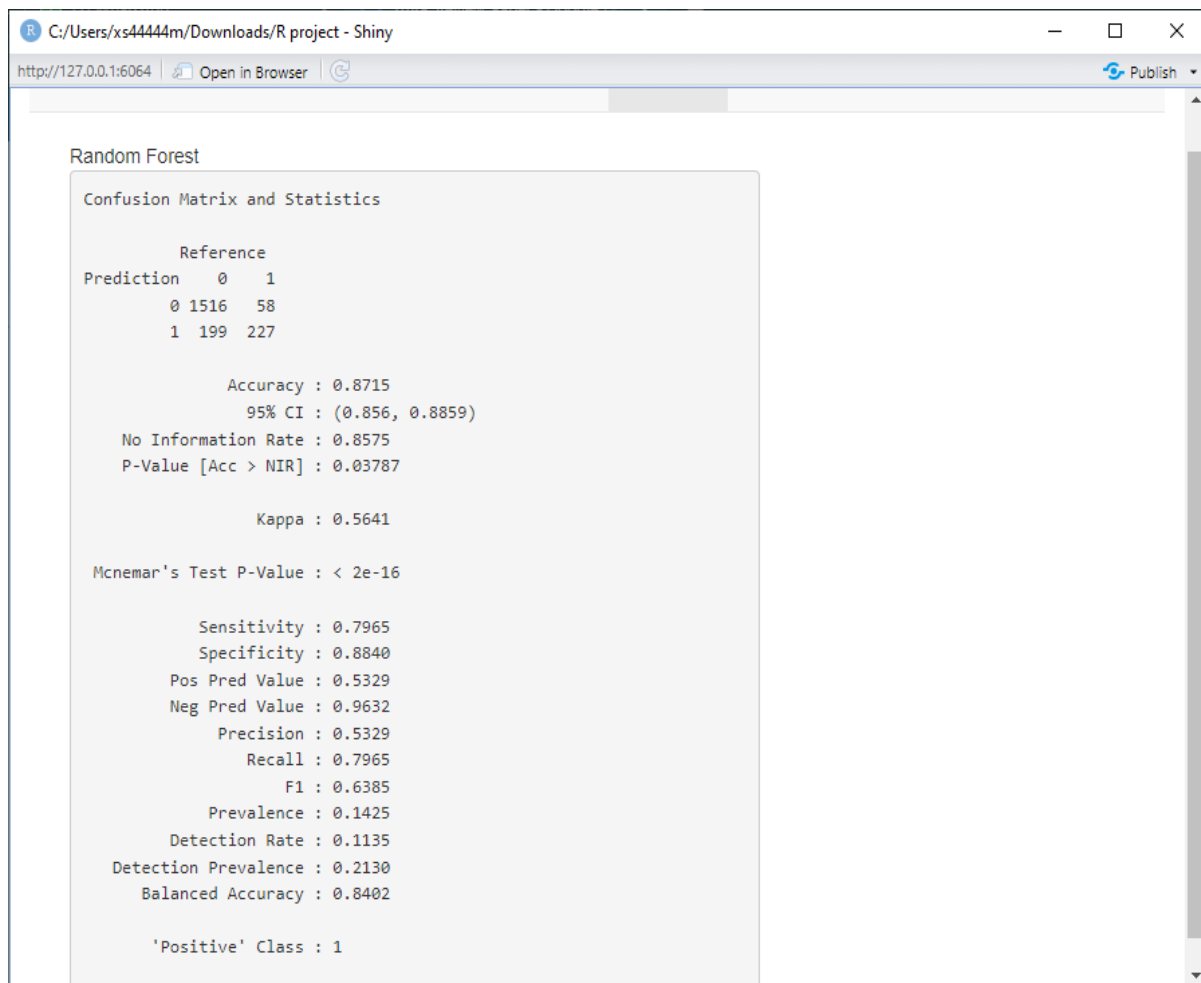 C:/Users/xs44444m/Downloads/R project - Shiny
http://127.0.0.1:6064 Open in Browser Publish
Random Forest
Confusion Matrix and Statistics
Reference
Prediction 0 1
0 1516 58
1 199 227
Accuracy : 0.8715
95% CI : (0.856, 0.8859)
No Information Rate : 0.8575
P-Value [Acc > NIR] : 0.03787
Kappa : 0.5641
Mcnemar's Test P-Value : < 2e-16
Sensitivity : 0.7965
Specificity : 0.8840
Pos Pred Value : 0.5329
Neg Pred Value : 0.9632
Precision : 0.5329
Recall : 0.7965
F1 : 0.6385
Prevalence : 0.1425
Detection Rate : 0.1135
Detection Prevalence : 0.2130
Balanced Accuracy : 0.8402
'Positive' Class : 1